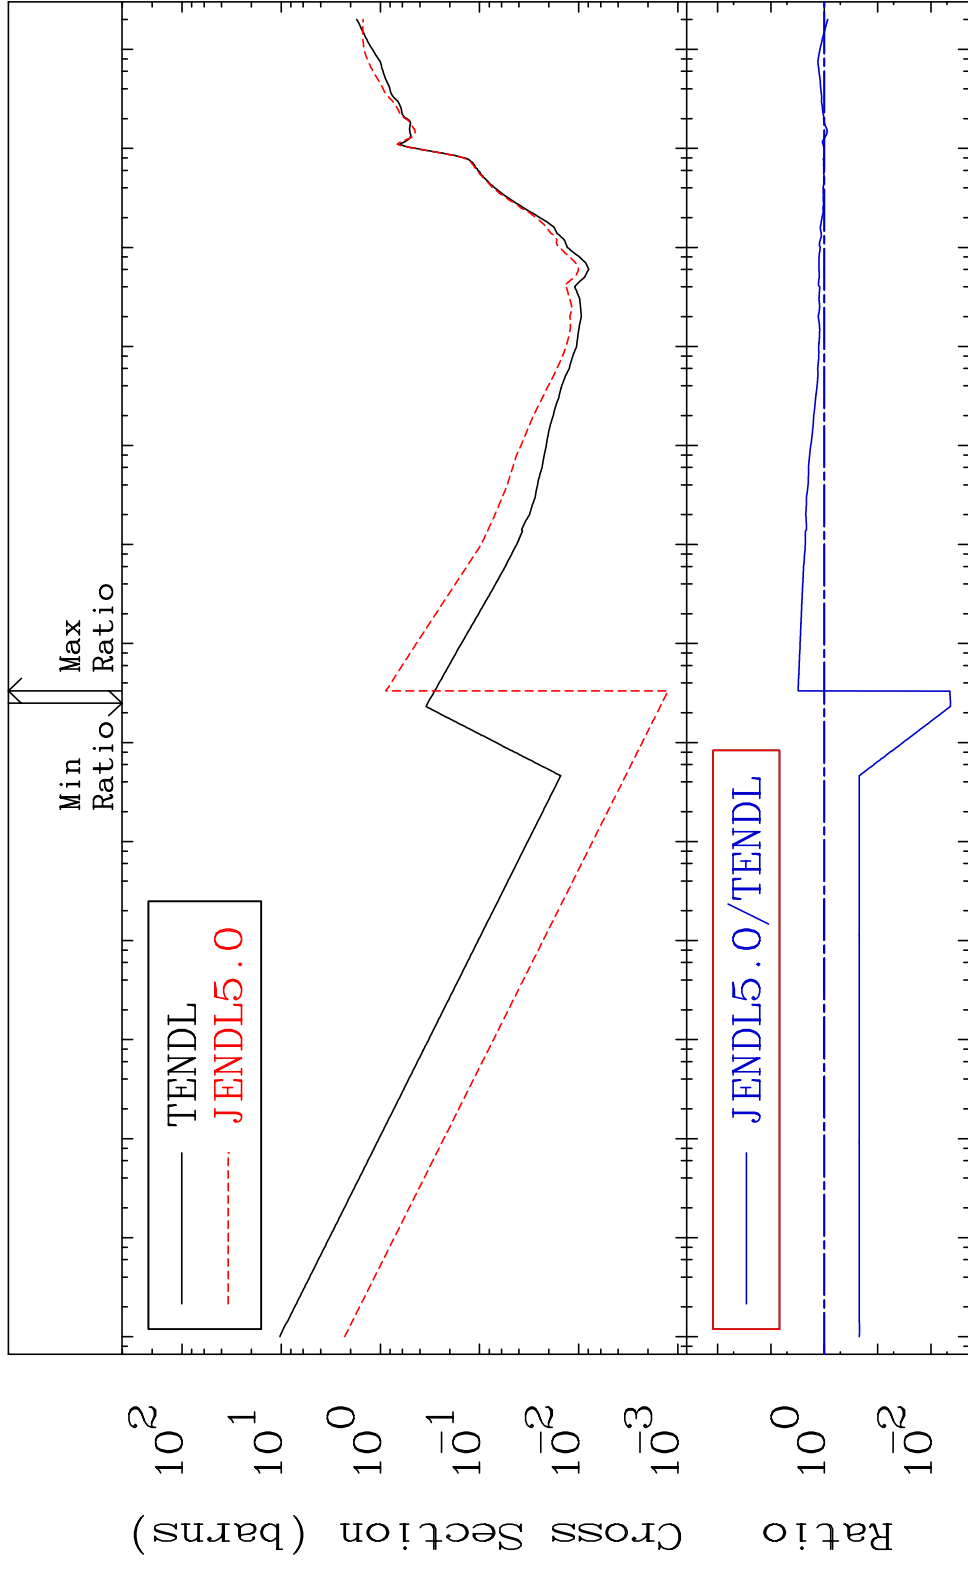 Min
Ratio
Max
Ratio
TENDL
JENDL5.0
10^2
10^1
10^0
10^-1
10^-2
10^-3
Cross Section (barns)
JENDL5.0/TENDL
10^0
10^-2
Ratio